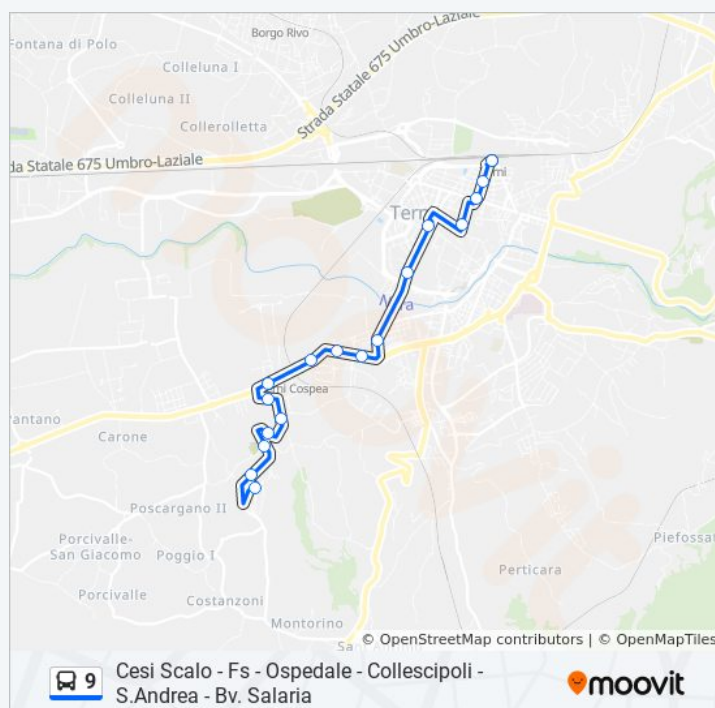 Fontana di Polo
Borgo Rivo
Colleluna I
Colleluna II
Collerolletta
Strada Statale 675 Umbro-Laziale
da Statale 675 Umbro-Laziale
Nera
Cospea
Pantano
Carone
Poscargano II
Porcivalle-
San Giacomo
Poggio I
Piefossat
Porcivalle
Costanzoni
Perticara
Montorino
© OpenStreetMap contributors | © OpenMapTiles
9
Cesi Scalo - Fs - Ospedale - Collescipoli -
S.Andrea - Bv. Salaria
moovit